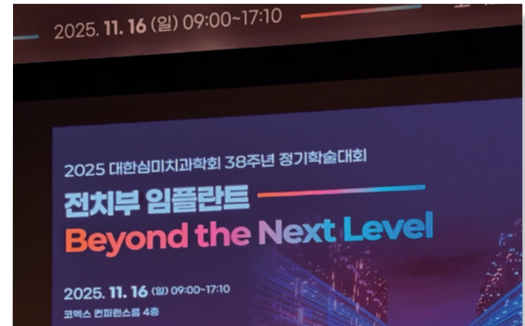 2025. 11. 16 (일) 09:00~17:10
2025 대한심미치과학회 38주년 정기학술대회
전치부 임플란트
Beyond the Next Level
2025. 11. 16 (일) 09:00~17:10
코엑스 컨퍼런스룸 4층